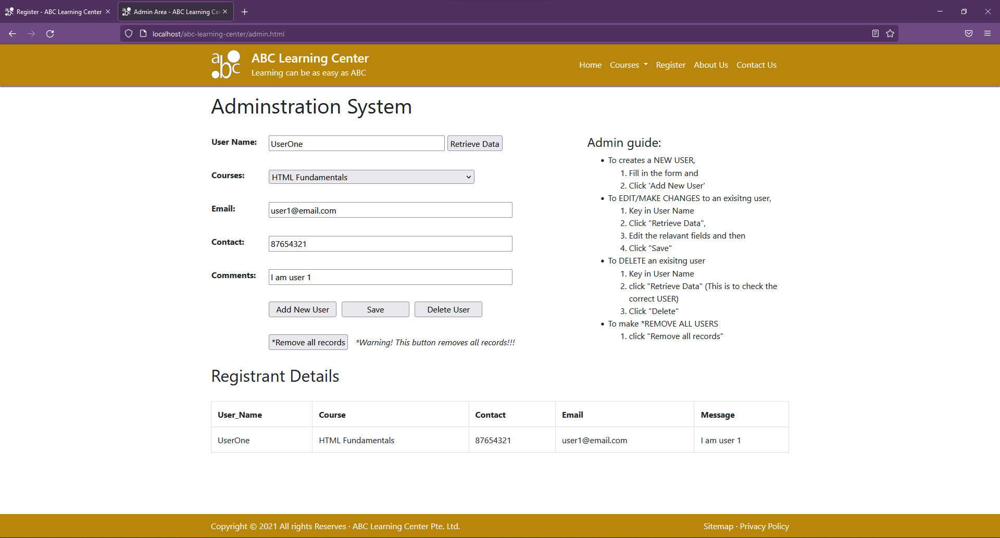 Register - ABC Learning Center
Admin Area - ABC Learning Cen
localhost/abc-learning-center/admin.html
abc
ABC Learning Center
Learning can be as easy as ABC
Home Courses Register About Us Contact Us
Adminstration System
User Name: UserOne Retrieve Data
Courses: HTML Fundamentals
Email: user1@email.com
Contact: 87654321
Comments: I am user 1
Add New User Save Delete User
*Remove all records *Warning! This button removes all records!!!
Admin guide:
• To creates a NEW USER,
1. Fill in the form and
2. Click 'Add New User'
• To EDIT/MAKE CHANGES to an exisitng user,
1. Key in User Name
2. Click "Retrieve Data",
3. Edit the relavant fields and then
4. Click "Save"
• To DELETE an exisitng user
1. Key in User Name
2. click "Retrieve Data" (This is to check the
correct USER)
3. Click "Delete"
• To make *REMOVE ALL USERS
1. click "Remove all records"
Registrant Details
User_Name Course Contact Email Message
UserOne HTML Fundamentals 87654321 user1@email.com I am user 1
Copyright © 2021 All rights Reserves · ABC Learning Center Pte. Ltd.
Sitemap · Privacy Policy